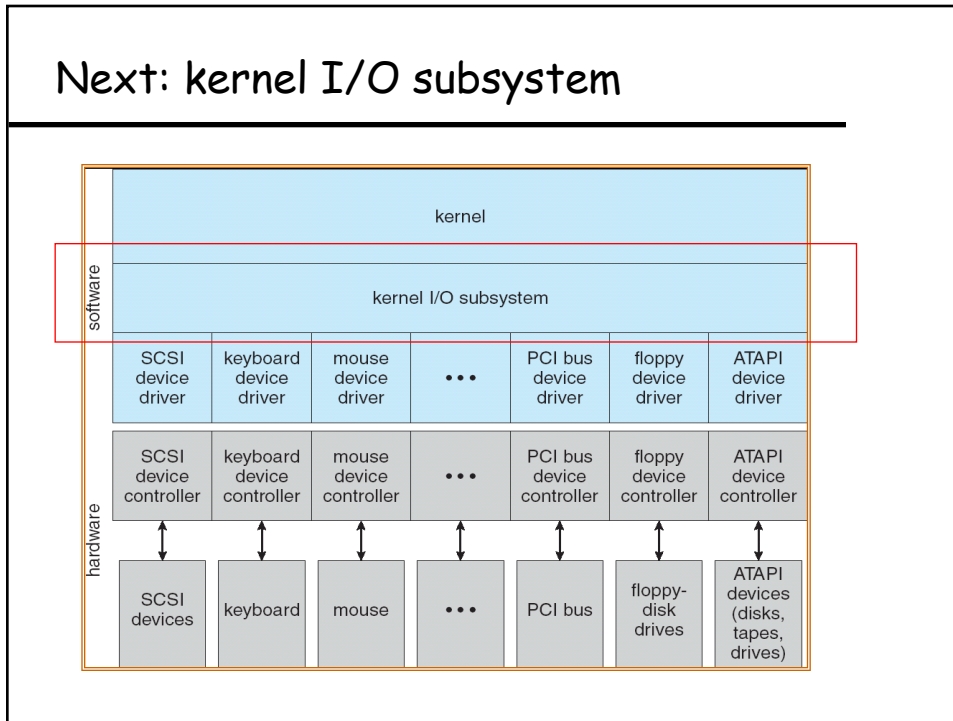 Next: kernel I/O subsystem
software
kernel
kernel I/O subsystem
SCSI
device
driver
keyboard
device
driver
mouse
device
driver
•••
PCI bus
device
driver
floppy
device
driver
ATAPI
device
driver
hardware
SCSI
device
controller
keyboard
device
controller
mouse
device
controller
•••
PCI bus
device
controller
floppy
device
controller
ATAPI
device
controller
SCSI
devices
keyboard
mouse
•••
PCI bus
floppy-
disk
drives
ATAPI
devices
(disks,
tapes,
drives)